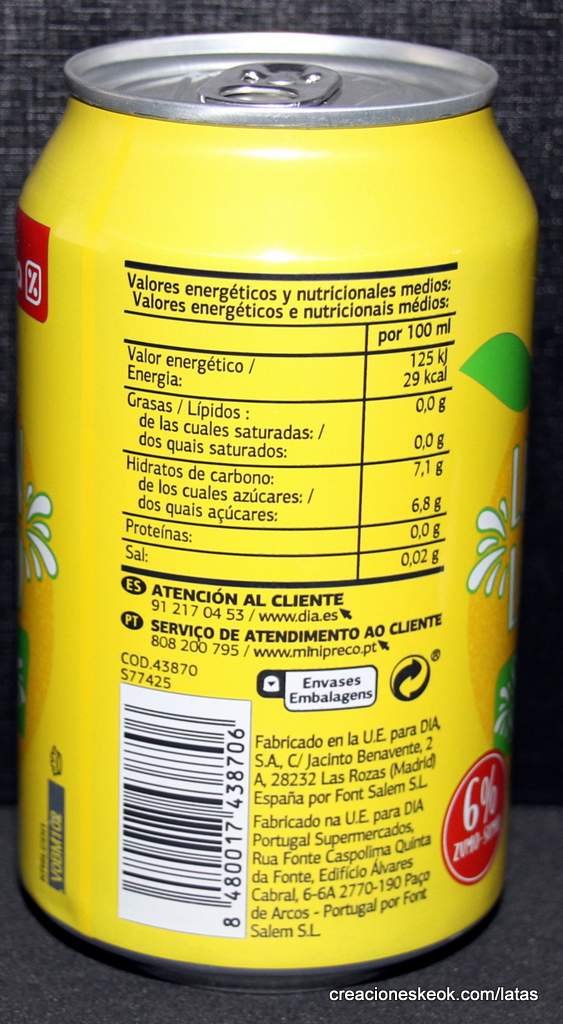 Valores energéticos y nutricionales medios:
Valores energéticos e nutricionais médios:
por 100 ml
Valor energético /
Energia:
125 kJ
29 kcal
Grasas / Lípidos :
0,0 g
de las cuales saturadas: /
dos quais saturados:
0,0 g
Hidratos de carbono:
7,1 g
de los cuales azúcares: /
dos quais açúcares:
6,8 g
Proteínas:
0,0 g
Sal:
0,02 g
ES ATENCIÓN AL CLIENTE
91 217 04 53 / www.dia.es
PT SERVIÇO DE ATENDIMENTO AO CLIENTE
808 200 795 / www.minipreco.pt
COD.43870
S77425
Envases
Embalagens
®
8 480017 438706
Fabricado en la U.E. para DIA,
S.A., C/ Jacinto Benavente, 2
A, 28232 Las Rozas (Madrid)
España por Font Salem S.L.
Fabricado na U.E. para DIA
Portugal Supermercados,
Rua Fonte Caspolima Quinta
da Fonte, Edifício Álvares
Cabral, 6-6A 2770-190 Paço
de Arcos - Portugal por Font
Salem S.L.
6%
ZUMO-SUMO
creacioneskeok.com/latas